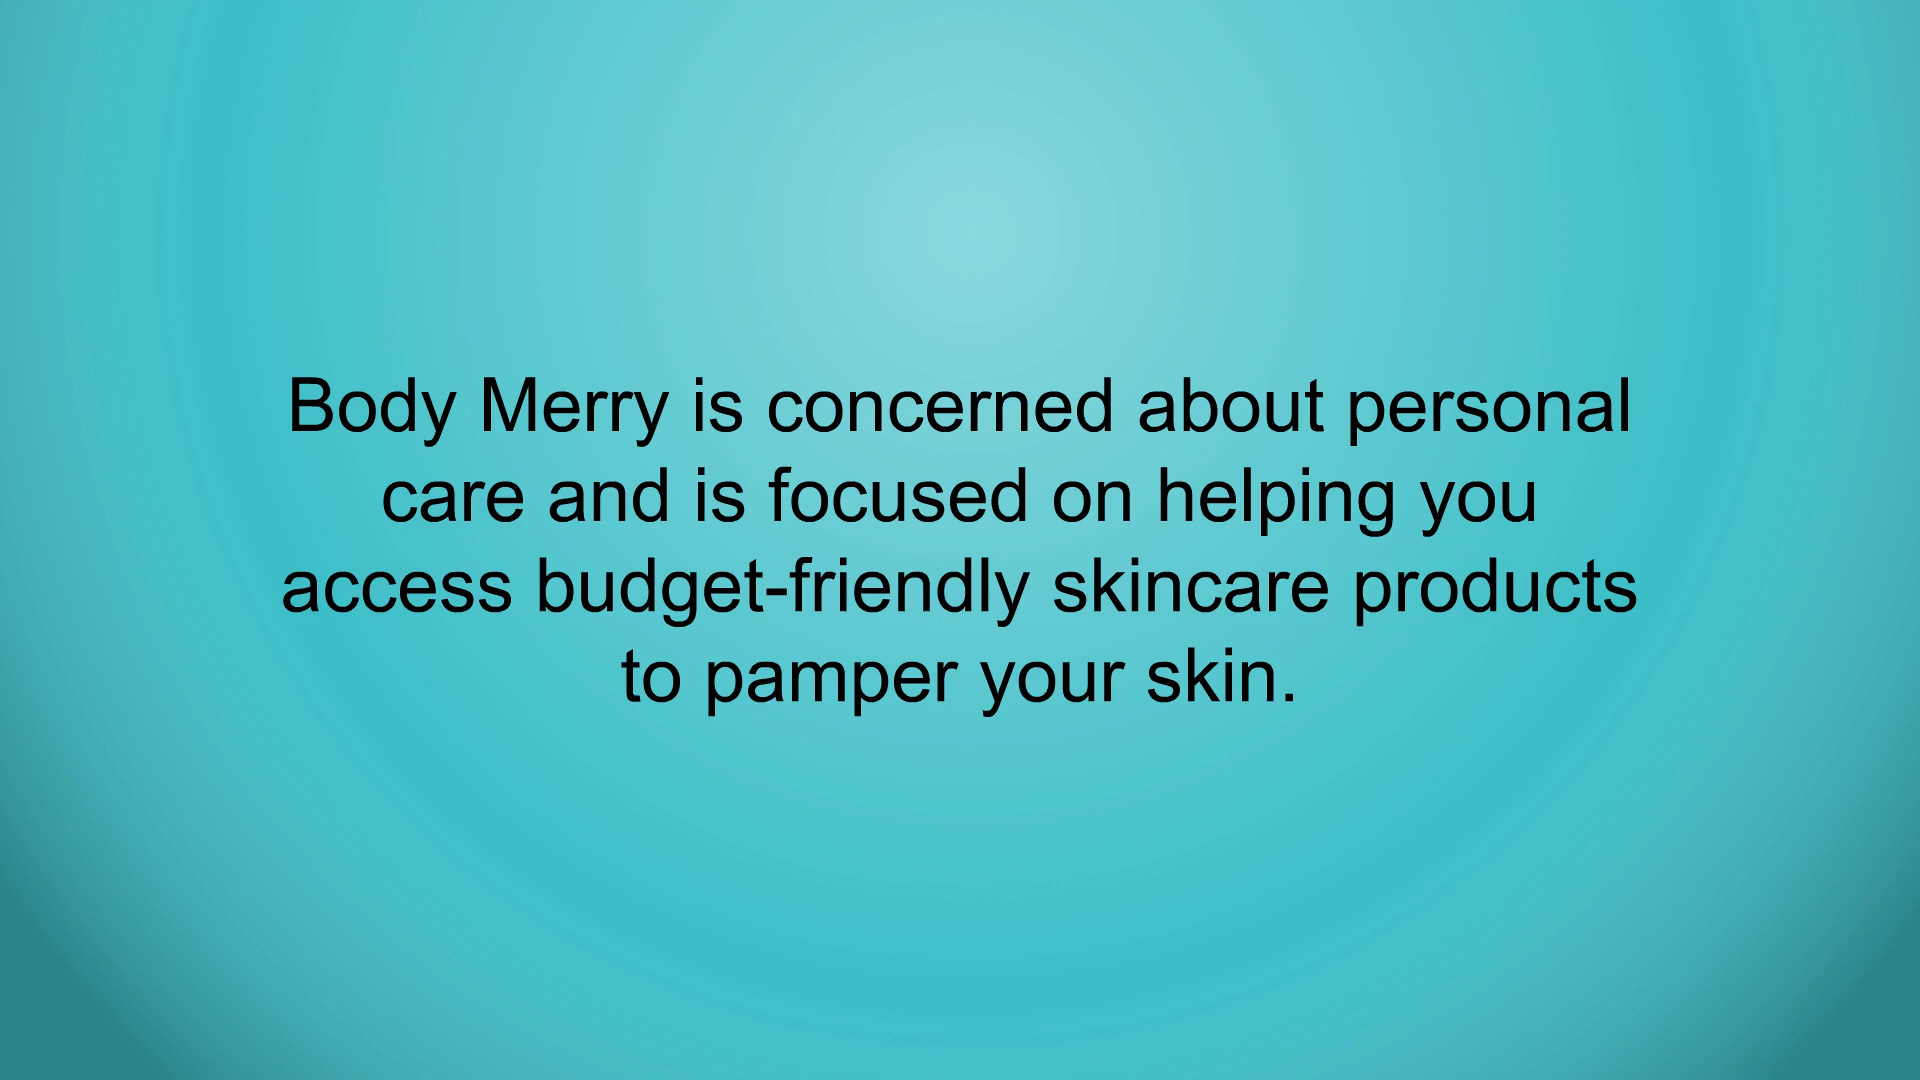 Body Merry is concerned about personal
care and is focused on helping you
access budget-friendly skincare products
to pamper your skin.